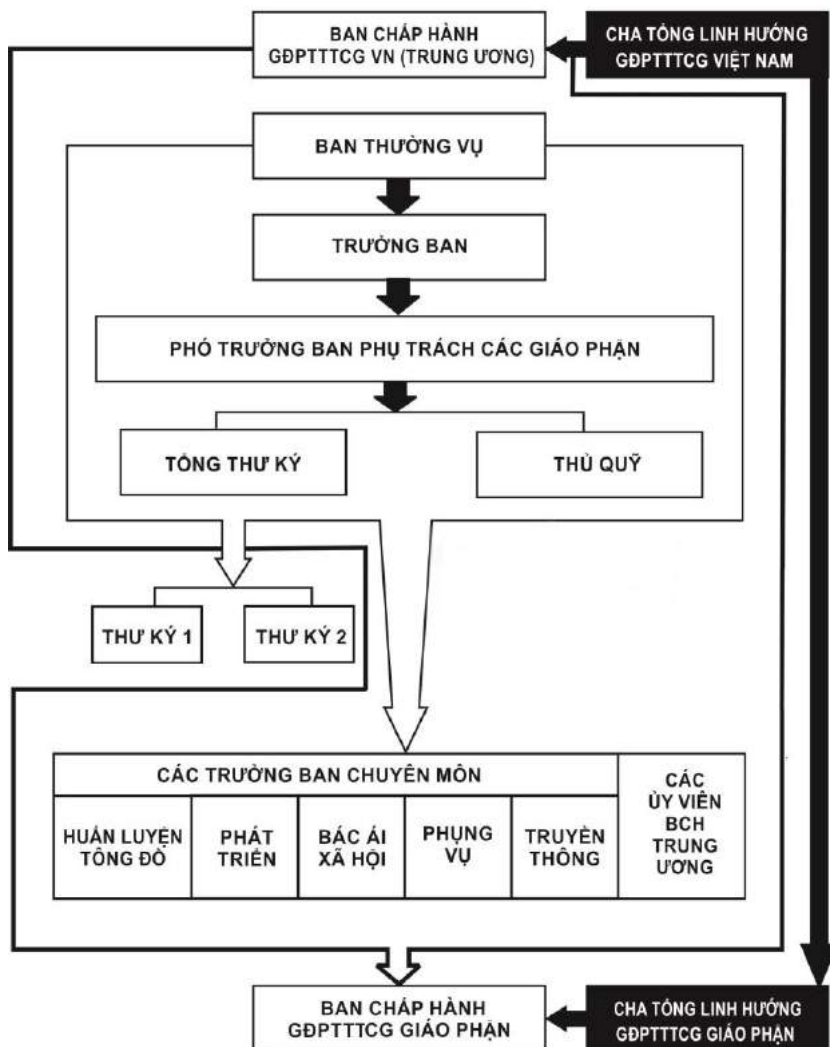 BAN CHẤP HÀNH
GĐPTTTCG VN (TRUNG ƯƠNG)
CHA TỔNG LINH HƯỚNG
GĐPTTTCG VIỆT NAM
BAN THƯỜNG VỤ
TRƯỞNG BAN
PHÓ TRƯỞNG BAN PHỤ TRÁCH CÁC GIÁO PHẬN
TỔNG THƯ KÝ
THỦ QUỸ
THƯ KÝ 1
THƯ KÝ 2
CÁC TRƯỞNG BAN CHUYÊN MÔN
HUẤN LUYỆN
TÔNG ĐỒ
PHÁT
TRIỂN
BÁC ÁI
XÃ HỘI
PHỤNG
VỤ
TRUYỀN
THÔNG
CÁC
ỦY VIÊN
BCH
TRUNG
ƯƠNG
BAN CHẤP HÀNH
GĐPTTTCG GIÁO PHẬN
CHA TỔNG LINH HƯỚNG
GĐPTTTCG GIÁO PHẬN